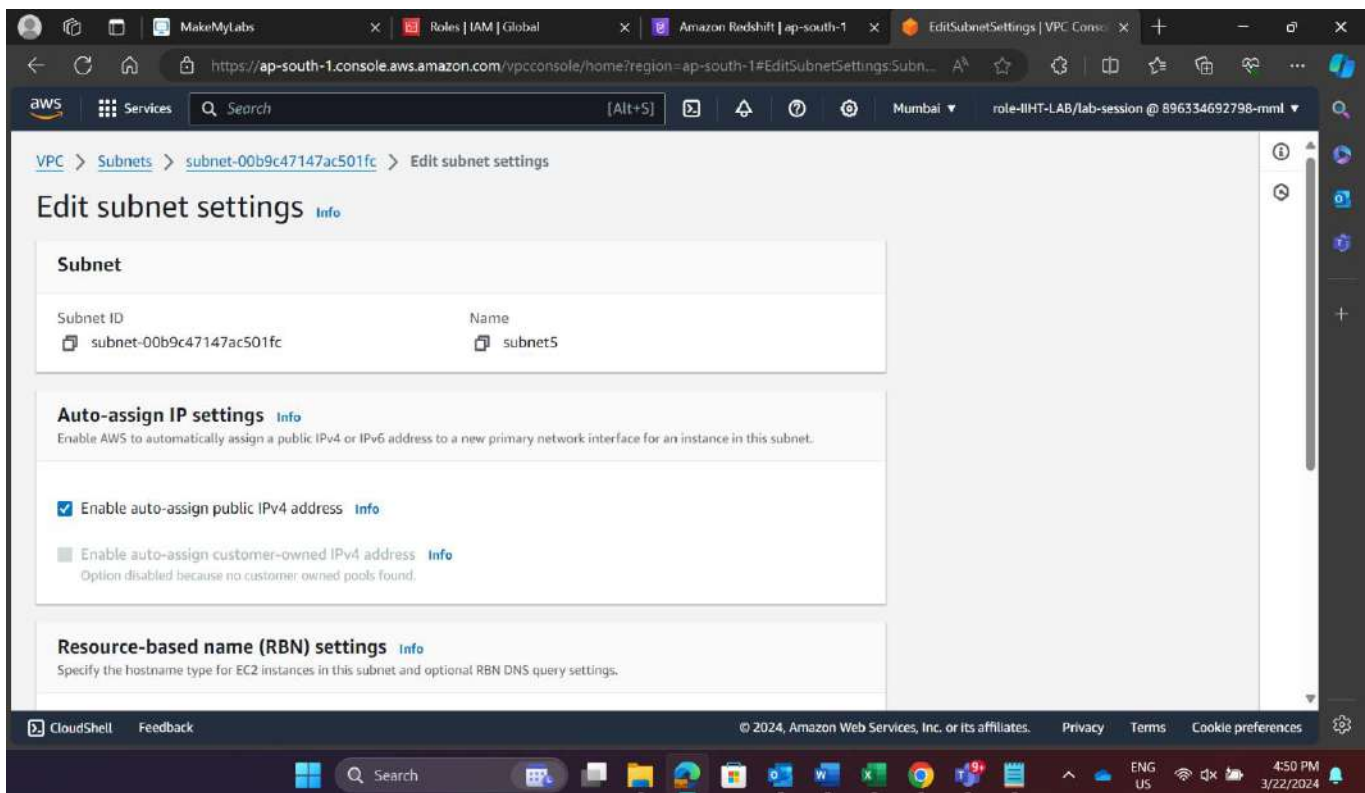 MakeMyLabs
Roles | IAM | Global
Amazon Redshift | ap-south-1
EditSubnetSettings | VPC Conso
https://ap-south-1.console.aws.amazon.com/vpcconsole/home?region=ap-south-1#EditSubnetSettings:Subn...
aws Services Search [Alt+S] Mumbai role-IIHT-LAB/lab-session @ 896334692798-mml
VPC > Subnets > subnet-00b9c47147ac501fc > Edit subnet settings
Edit subnet settings Info
Subnet
Subnet ID Name
subnet-00b9c47147ac501fc subnet5
Auto-assign IP settings Info
Enable AWS to automatically assign a public IPv4 or IPv6 address to a new primary network interface for an instance in this subnet.
Enable auto-assign public IPv4 address Info
Enable auto-assign customer-owned IPv4 address Info
Option disabled because no customer owned pools found.
Resource-based name (RBN) settings Info
Specify the hostname type for EC2 instances in this subnet and optional RBN DNS query settings.
CloudShell Feedback © 2024, Amazon Web Services, Inc. or its affiliates. Privacy Terms Cookie preferences
Search 9+ ENG US 4:50 PM 3/22/2024